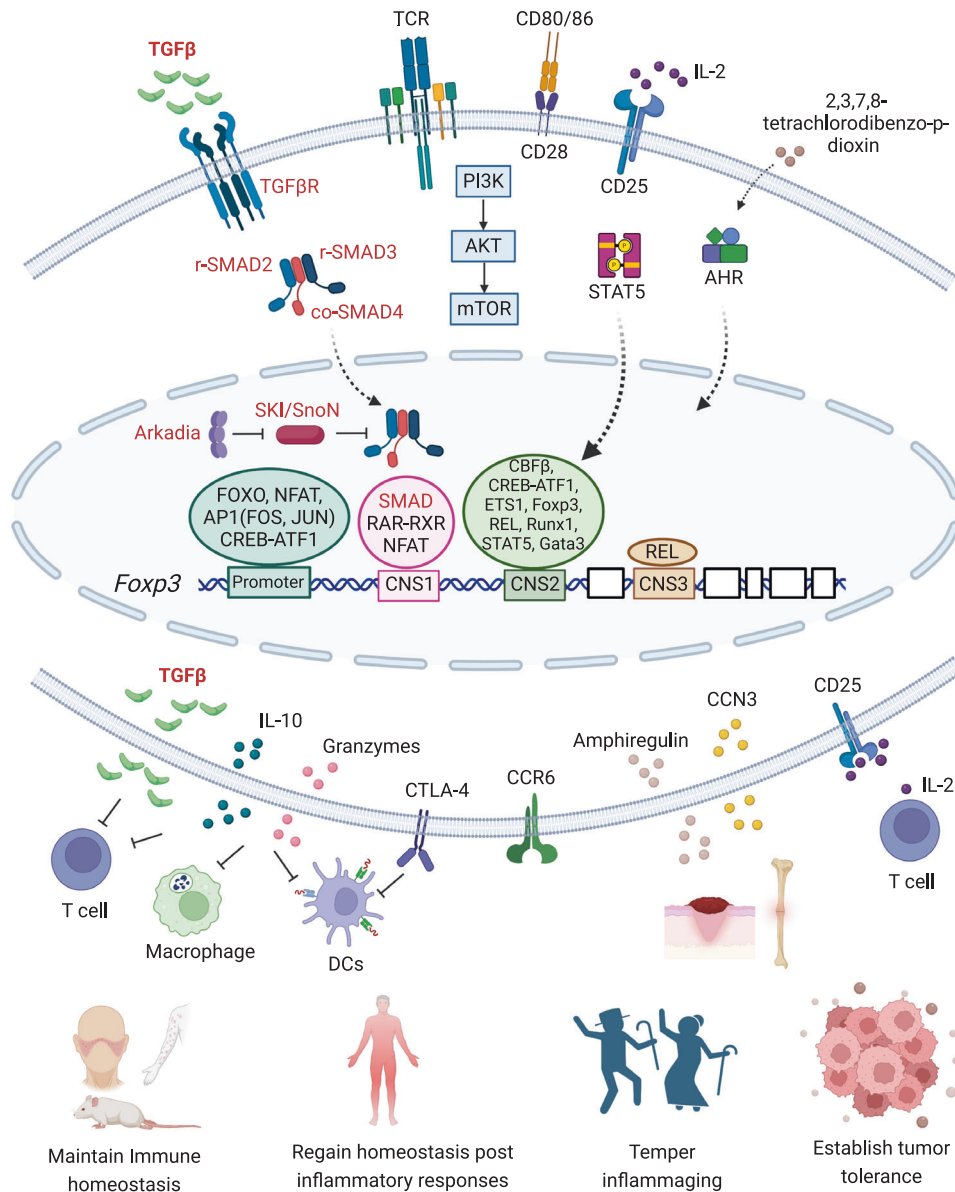 TGFβ
TCR
CD80/86
IL-2
2,3,7,8-
tetrachlorodibenzo-p-
dioxin
TGFβR
CD28
CD25
PI3K
AKT
mTOR
r-SMAD2
r-SMAD3
co-SMAD4
P
P
STAT5
AHR
Arkadia
SKI/SnoN
FOXO, NFAT,
AP1(FOS, JUN)
CREB-ATF1
SMAD
RAR-RXR
NFAT
CBFβ,
CREB-ATF1,
ETS1, Foxp3,
REL, Runx1,
STAT5, Gata3
REL
Foxp3
Promoter
CNS1
CNS2
CNS3
TGFβ
IL-10
Granzymes
CTLA-4
CCR6
Amphiregulin
CCN3
CD25
IL-2
T cell
Macrophage
DCs
T cell
Maintain Immune
homeostasis
Regain homeostasis post
inflammatory responses
Temper
inflammaging
Establish tumor
tolerance